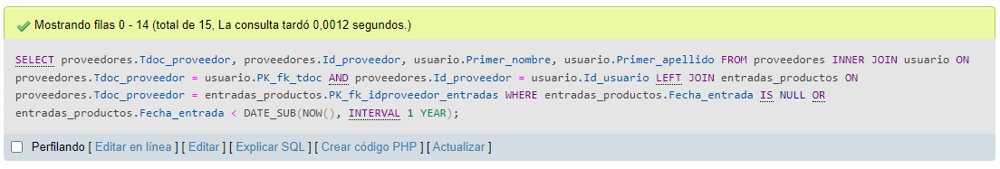 Mostrando filas 0 - 14 (total de 15, La consulta tardó 0,0012 segundos.)
SELECT proveedores.Tdoc_proveedor, proveedores.Id_proveedor, usuario.Primer_nombre, usuario.Primer_apellido FROM proveedores INNER JOIN usuario ON
proveedores.Tdoc_proveedor = usuario.PK_fk_tdoc AND proveedores.Id_proveedor = usuario.Id_usuario LEFT JOIN entradas_productos ON
proveedores.Tdoc_proveedor = entradas_productos.PK_fk_idproveedor_entradas WHERE entradas_productos.Fecha_entrada IS NULL OR
entradas_productos.Fecha_entrada < DATE_SUB(NOW(), INTERVAL 1 YEAR);
Perfilando [ Editar en línea ] [ Editar ] [ Explicar SQL ] [ Crear código PHP ] [ Actualizar ]